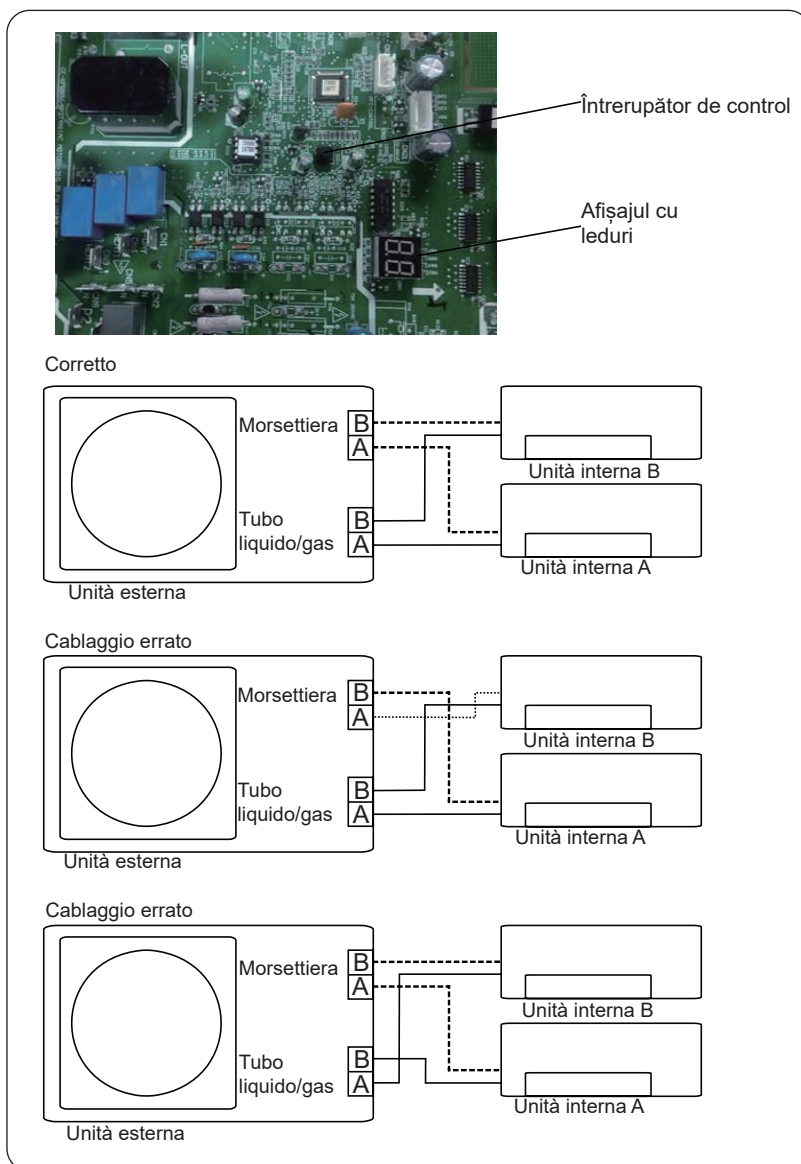 L-OUT
Întrerupător de control
Afișajul cu
leduri
Corretto
Morsettiera
B
A
Unità interna B
Tubo
liquido/gas
B
A
Unità interna A
Unità esterna
Cablaggio errato
Morsettiera
B
A
Unità interna B
Tubo
liquido/gas
B
A
Unità interna A
Unità esterna
Cablaggio errato
Morsettiera
B
A
Unità interna B
Tubo
liquido/gas
B
A
Unità interna A
Unità esterna